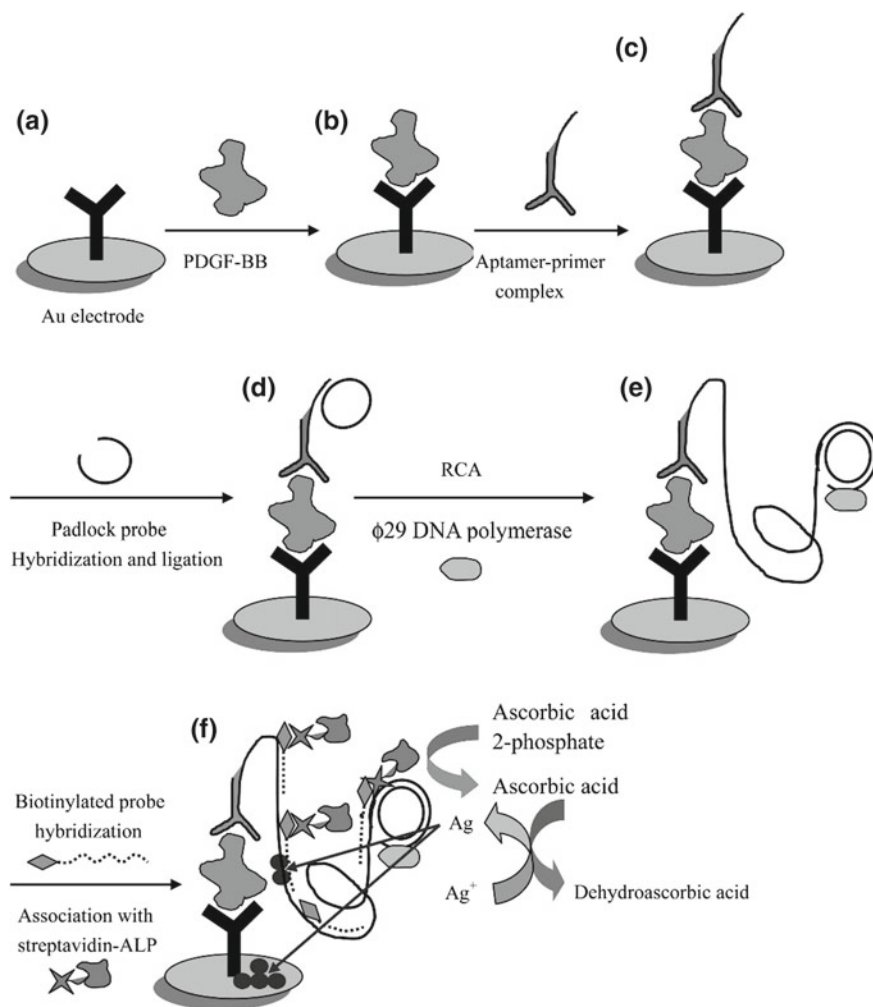 (a)
(b)
(c)
PDGF-BB
Aptamer-primer
complex
Au electrode
(d)
(e)
Padlock probe
Hybridization and ligation
RCA
ϕ29 DNA polymerase
(f)
Ascorbic acid
2-phosphate
Ascorbic acid
Biotinylated probe
hybridization
Ag
Ag⁺
Dehydroascorbic acid
Association with
streptavidin-ALP